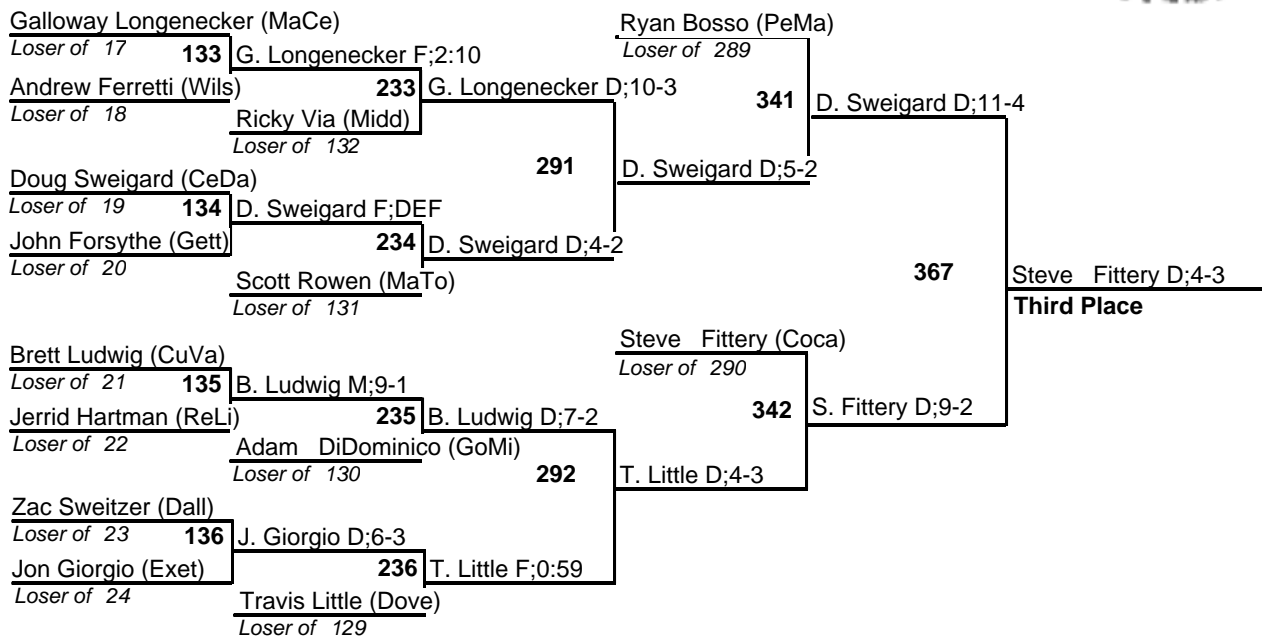 Galloway Longenecker (MaCe)
Loser of 17
133
G. Longenecker F;2:10
Andrew Ferretti (Wils)
Loser of 18
233
G. Longenecker D;10-3
Ricky Via (Midd)
Loser of 132
291
Doug Sweigard (CeDa)
Loser of 19
134
D. Sweigard F;DEF
John Forsythe (Gett)
Loser of 20
234
D. Sweigard D;4-2
Scott Rowen (MaTo)
Loser of 131
Ryan Bosso (PeMa)
Loser of 289
341
D. Sweigard D;11-4
D. Sweigard D;5-2
367
Steve Fittery D;4-3
Third Place
Brett Ludwig (CuVa)
Loser of 21
135
B. Ludwig M;9-1
Jerrid Hartman (ReLi)
Loser of 22
235
B. Ludwig D;7-2
Adam DiDominico (GoMi)
Loser of 130
292
Zac Sweitzer (Dall)
Loser of 23
136
J. Giorgio D;6-3
Jon Giorgio (Exet)
Loser of 24
236
T. Little F;0:59
Travis Little (Dove)
Loser of 129
Steve Fittery (Coca)
Loser of 290
342
S. Fittery D;9-2
T. Little D;4-3